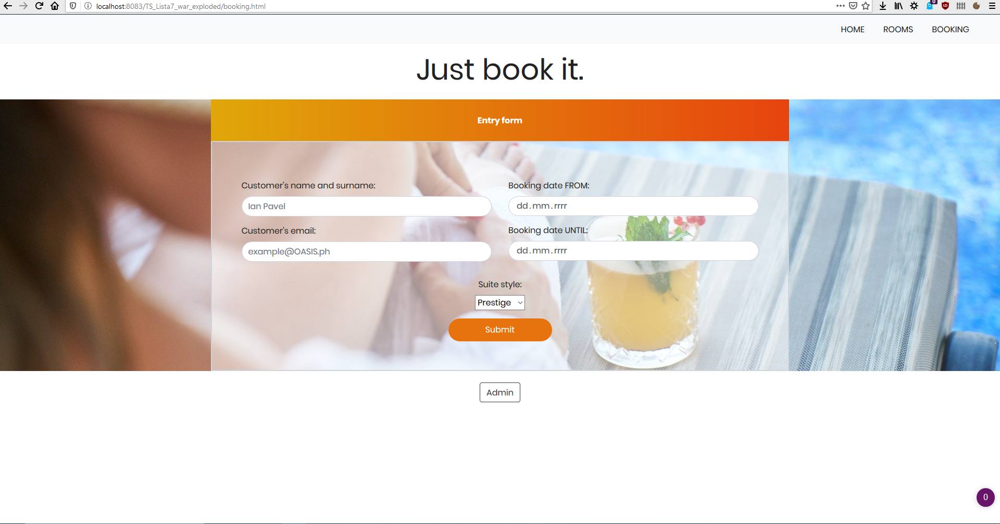 localhost:8083/TS_Lista7_war_exploded/booking.html
0
HOME ROOMS BOOKING
Just book it.
Entry form
Customer's name and surname:
Booking date FROM:
Ian Pavel
dd.mm.rrrr
Customer's email:
Booking date UNTIL:
example@OASIS.ph
dd.mm.rrrr
Suite style:
Prestige
Submit
Admin
0